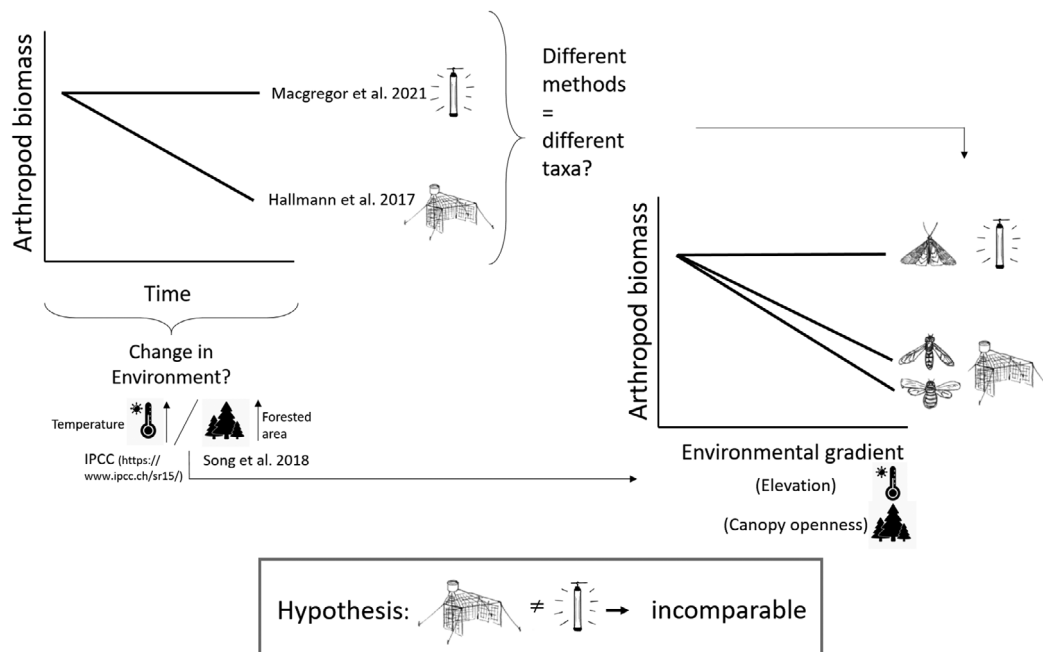 Arthropod biomass
Macgregor et al. 2021
Hallmann et al. 2017
Time
Different
methods
=
different
taxa?
Change in
Environment?
Temperature
Forested
area
IPCC (https://
www.ipcc.ch/sr15/)
Song et al. 2018
Arthropod biomass
Environmental gradient
(Elevation)
(Canopy openness)
Hypothesis: ≠ → incomparable